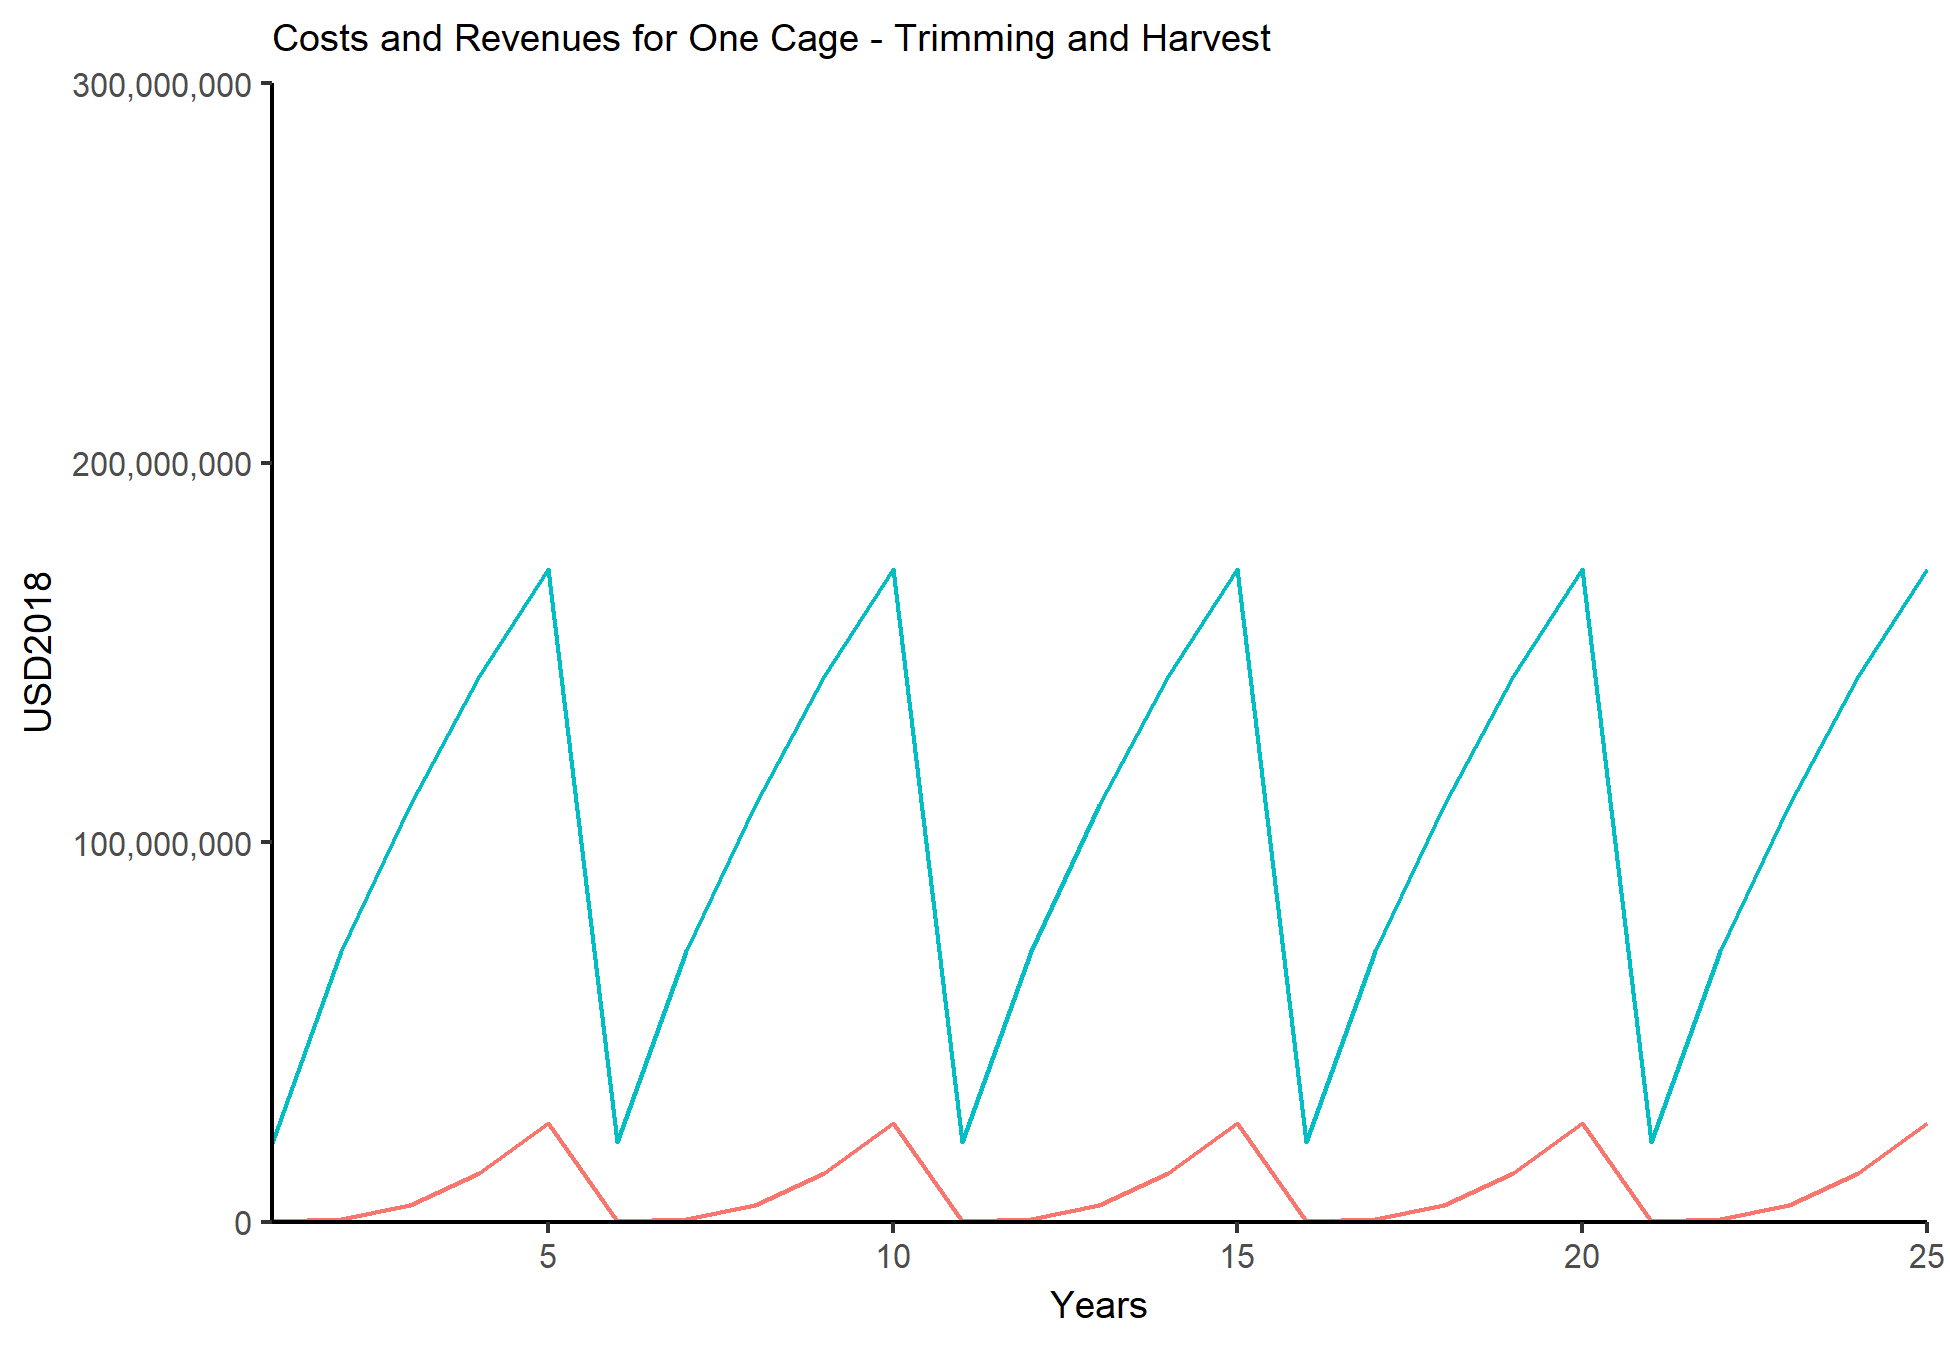 Costs and Revenues for One Cage - Trimming and Harvest
300,000,000
200,000,000
100,000,000
0
USD2018
5 10 15 20 25
Years